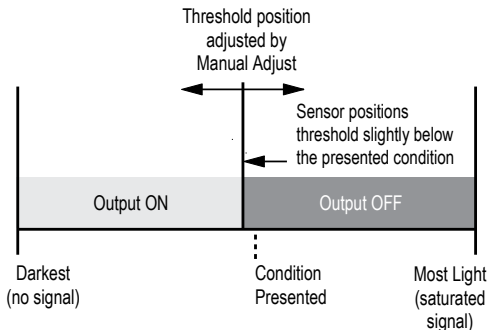 Threshold position
adjusted by
Manual Adjust
Sensor positions
threshold slightly below
the presented condition
Output ON
Output OFF
Darkest
(no signal)
Condition
Presented
Most Light
(saturated
signal)